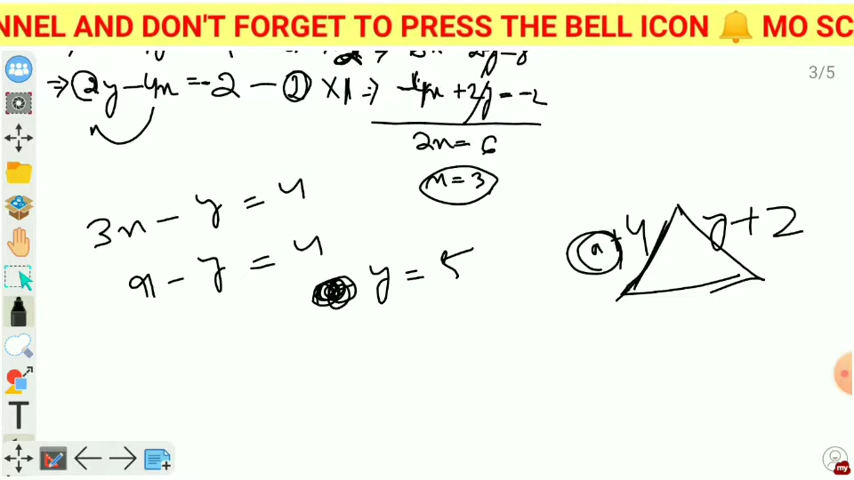 NNEL AND DON'T FORGET TO PRESS THE BELL ICON 🔔 MO SC
3/5
⇒ 2y - 4x = -2 - ② ×1 ⇒ -4x + 2y = -2
2x = 6
x = 3
3x - y = 4
9 - y = 4
y = 5
x + 4
y + 2
T
my